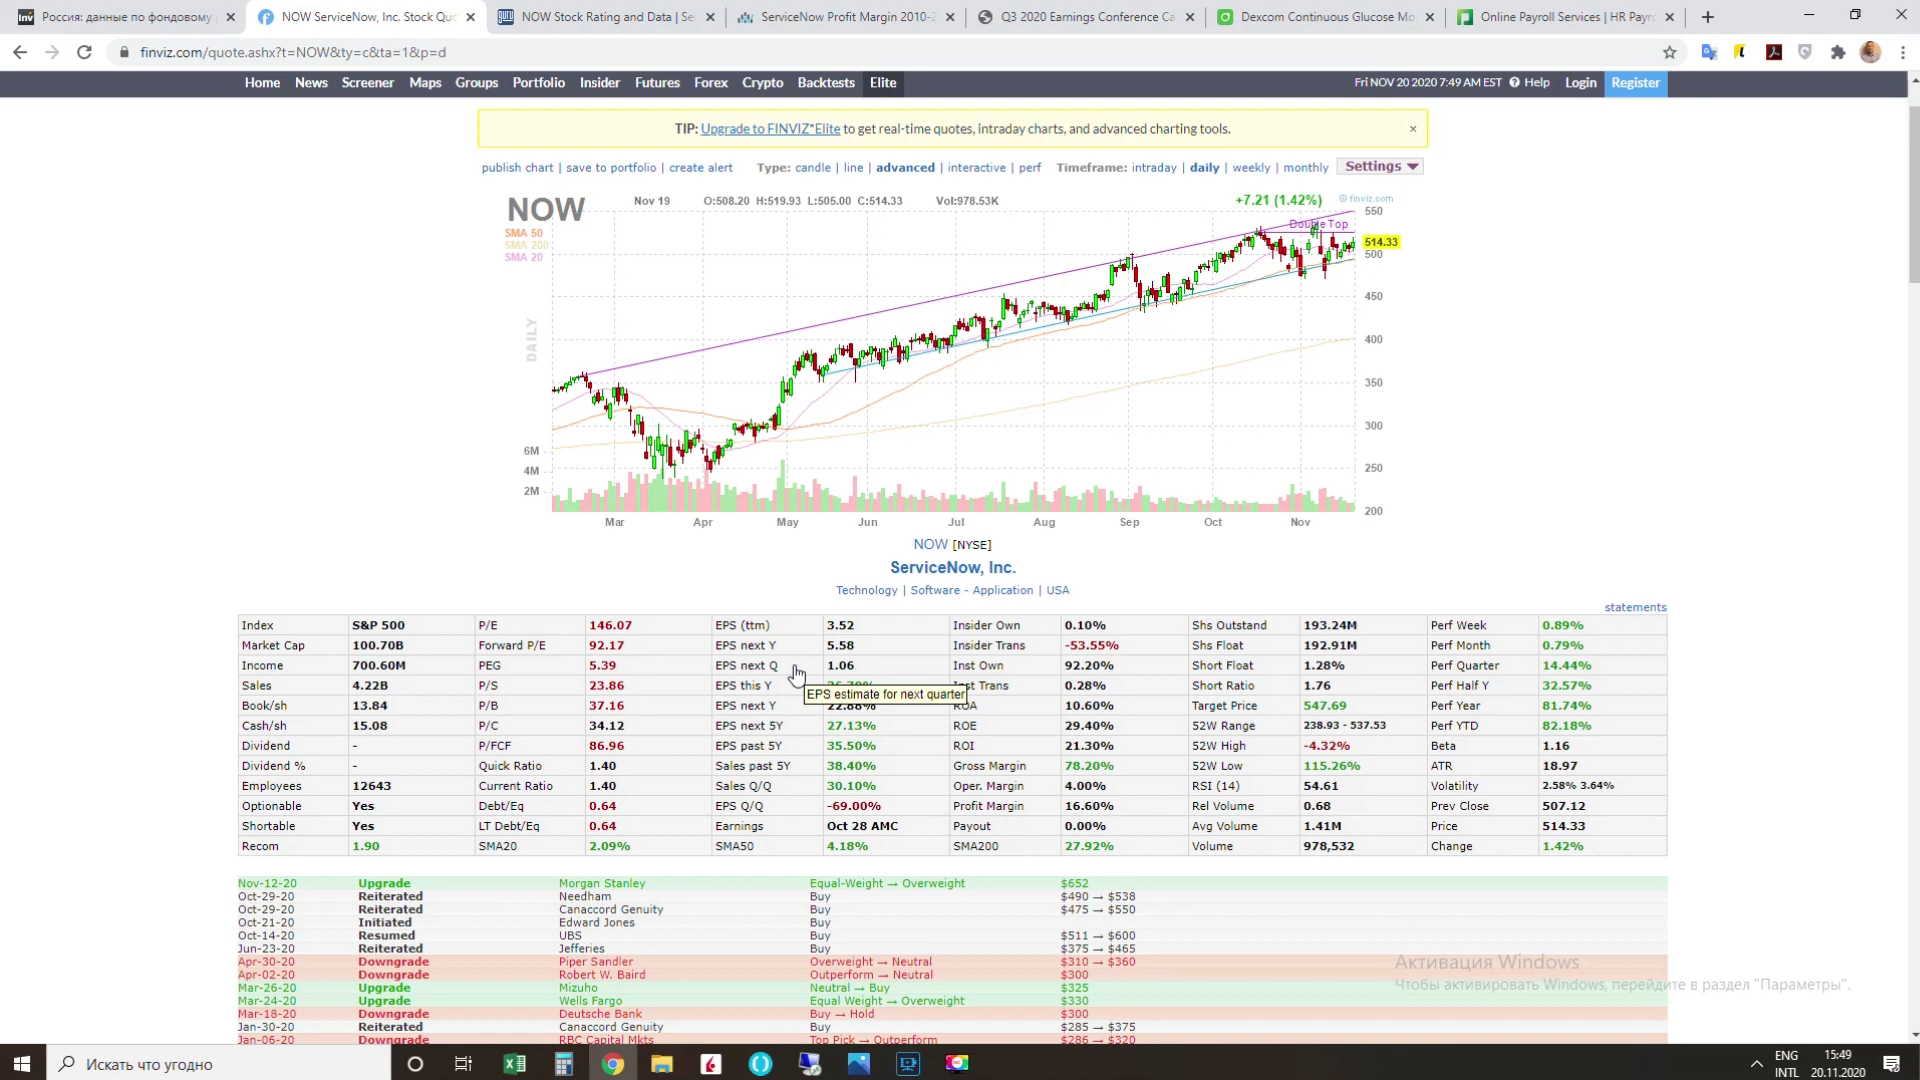 Россия: данные по фондовому
NOW ServiceNow, Inc. Stock Quo
NOW Stock Rating and Data | Se
ServiceNow Profit Margin 2010-2
Q3 2020 Earnings Conference Ca
Dexcom Continuous Glucose Mo
Online Payroll Services | HR Payro
finviz.com/quote.ashx?t=NOW&ty=c&ta=1&p=d
Home News Screener Maps Groups Portfolio Insider Futures Forex Crypto Backtests Elite
Fri NOV 20 2020 7:49 AM EST Help Login Register
TIP: Upgrade to FINVIZ*Elite to get real-time quotes, intraday charts, and advanced charting tools. ×
publish chart | save to portfolio | create alert Type: candle | line | advanced | interactive | perf Timeframe: intraday | daily | weekly | monthly Settings
NOW Nov 19 O:508.20 H:519.93 L:505.00 C:514.33 Vol:978.53K +7.21 (1.42%) © finviz.com
SMA 50
SMA 200
SMA 20
DAILY
Double Top
550
514.33
500
450
400
350
300
250
200
6M
4M
2M
Mar Apr May Jun Jul Aug Sep Oct Nov
NOW [NYSE]
ServiceNow, Inc.
Technology | Software - Application | USA
statements
Index S&P 500 P/E 146.07 EPS (ttm) 3.52 Insider Own 0.10% Shs Outstand 193.24M Perf Week 0.89%
Market Cap 100.70B Forward P/E 92.17 EPS next Y 5.58 Insider Trans -53.55% Shs Float 192.91M Perf Month 0.79%
Income 700.60M PEG 5.39 EPS next Q 1.06 Inst Own 92.20% Short Float 1.28% Perf Quarter 14.44%
Sales 4.22B P/S 23.86 EPS this Y Inst Trans 0.28% Short Ratio 1.76 Perf Half Y 32.57%
EPS estimate for next quarter
Book/sh 13.84 P/B 37.16 EPS next Y 22.88% ROA 10.60% Target Price 547.69 Perf Year 81.74%
Cash/sh 15.08 P/C 34.12 EPS next 5Y 27.13% ROE 29.40% 52W Range 238.93 - 537.53 Perf YTD 82.18%
Dividend - P/FCF 86.96 EPS past 5Y 35.50% ROI 21.30% 52W High -4.32% Beta 1.16
Dividend % - Quick Ratio 1.40 Sales past 5Y 38.40% Gross Margin 78.20% 52W Low 115.26% ATR 18.97
Employees 12643 Current Ratio 1.40 Sales Q/Q 30.10% Oper. Margin 4.00% RSI (14) 54.61 Volatility 2.58% 3.64%
Optionable Yes Debt/Eq 0.64 EPS Q/Q -69.00% Profit Margin 16.60% Rel Volume 0.68 Prev Close 507.12
Shortable Yes LT Debt/Eq 0.64 Earnings Oct 28 AMC Payout 0.00% Avg Volume 1.41M Price 514.33
Recom 1.90 SMA20 2.09% SMA50 4.18% SMA200 27.92% Volume 978,532 Change 1.42%
Nov-12-20 Upgrade Morgan Stanley Equal-Weight → Overweight $652
Oct-29-20 Reiterated Needham Buy $490 → $538
Oct-29-20 Reiterated Canaccord Genuity Buy $475 → $550
Oct-21-20 Initiated Edward Jones Buy
Oct-14-20 Resumed UBS Buy $511 → $600
Jun-23-20 Reiterated Jefferies Buy $375 → $465
Apr-30-20 Downgrade Piper Sandler Overweight → Neutral $310 → $360
Apr-02-20 Downgrade Robert W. Baird Outperform → Neutral $300
Mar-26-20 Upgrade Mizuho Neutral → Buy $325
Mar-24-20 Upgrade Wells Fargo Equal Weight → Overweight $330
Mar-18-20 Downgrade Deutsche Bank Buy → Hold $300
Jan-30-20 Reiterated Canaccord Genuity Buy $285 → $375
Jan-06-20 Downgrade RBC Capital Mkts Top Pick → Outperform $286 → $320
Активация Windows
Чтобы активировать Windows, перейдите в раздел "Параметры".
Искать что угодно
ENG
INTL
15:49
20.11.2020